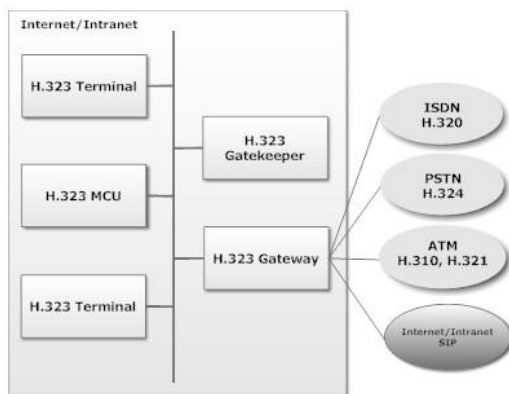 Internet/Intranet
H.323 Terminal
H.323
Gatekeeper
H.323 MCU
H.323 Gateway
H.323 Terminal
ISDN
H.320
PSTN
H.324
ATM
H.310, H.321
Internet/Intranet
SIP